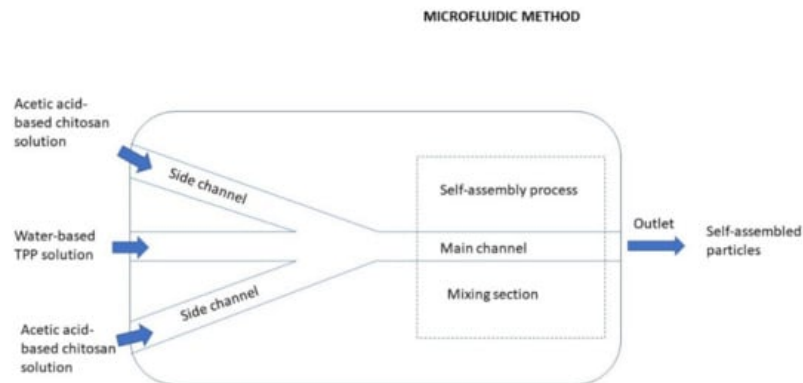 MICROFLUIDIC METHOD
Acetic acid-
based chitosan
solution
Side channel
Self-assembly process
Water-based
TPP solution
Main channel
Outlet
Self-assembled
particles
Mixing section
Side channel
Acetic acid-
based chitosan
solution